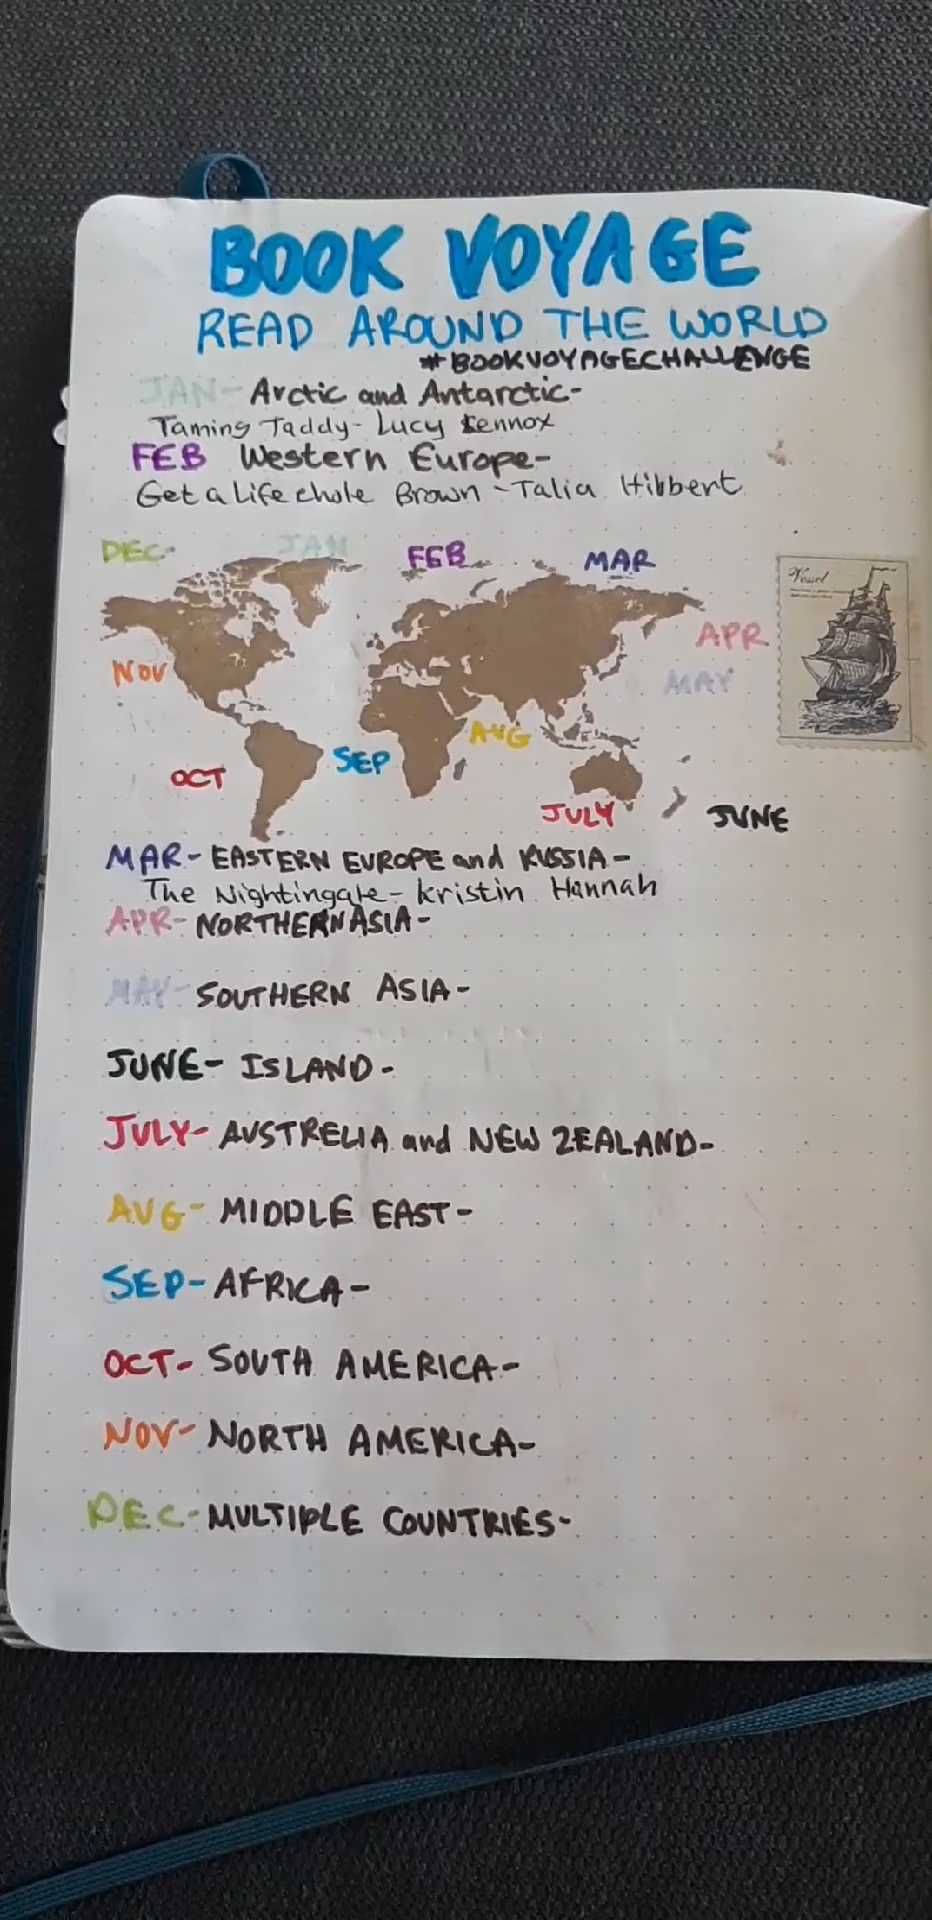 BOOK VOYAGE
READ AROUND THE WORLD
#BOOKVOYAGECHALLENGE
JAN- Arctic and Antarctic-
Taming Taddy- Lucy Lennox
FEB Western Europe-
Get a Life chole Brown - Talia Hibbert
DEC- JAN FEB MAR
Vessel
APR
NOV MAY
AUG
SEP
OCT
JULY JUNE
MAR- EASTERN EUROPE and RUSSIA-
The Nightingale- Kristin Hannah
APR- NORTHERN ASIA-
MAY- SOUTHERN ASIA-
JUNE- ISLAND-
JULY- AUSTRELIA and NEW ZEALAND-
AUG- MIDDLE EAST-
SEP- AFRICA-
OCT- SOUTH AMERICA-
NOV- NORTH AMERICA-
DEC- MULTIPLE COUNTRIES-